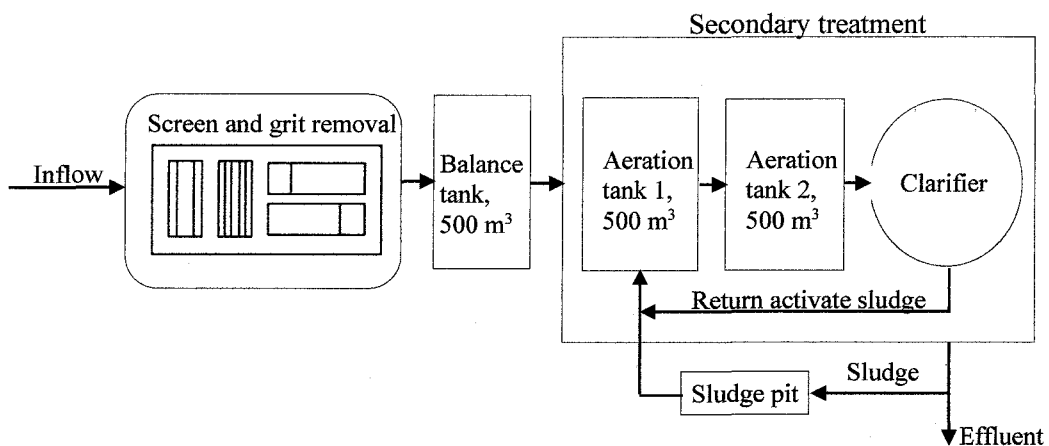 Secondary treatment
Screen and grit removal
Inflow
Balance
tank,
500 m³
Aeration
tank 1,
500 m³
Aeration
tank 2,
500 m³
Clarifier
Return activate sludge
Sludge
Sludge pit
Effluent